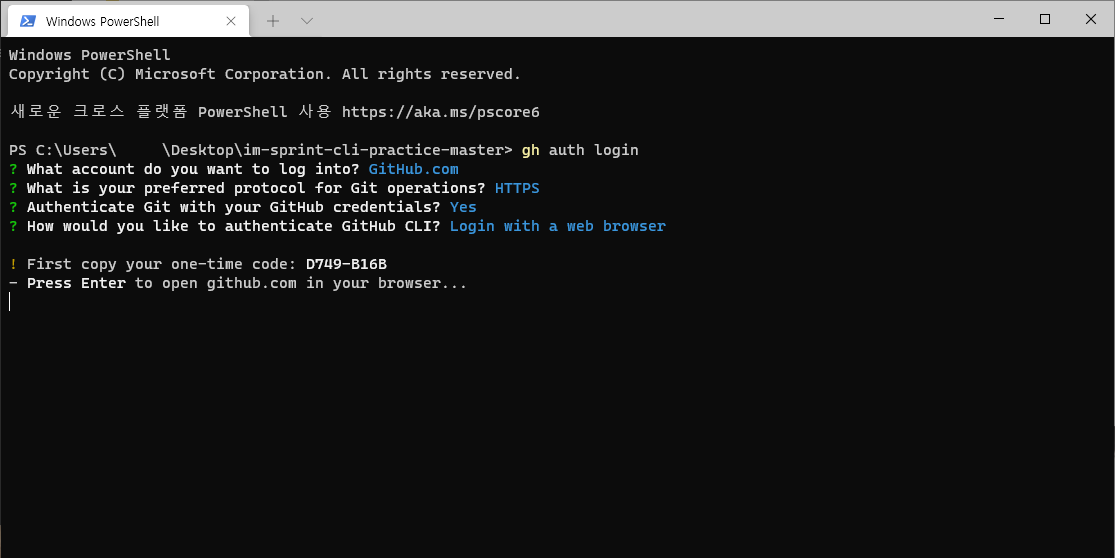 Windows PowerShell
Windows PowerShell
Copyright (C) Microsoft Corporation. All rights reserved.
새로운 크로스 플랫폼 PowerShell 사용 https://aka.ms/pscore6
PS C:\Users\     \Desktop\im-sprint-cli-practice-master> gh auth login
? What account do you want to log into? GitHub.com
? What is your preferred protocol for Git operations? HTTPS
? Authenticate Git with your GitHub credentials? Yes
? How would you like to authenticate GitHub CLI? Login with a web browser
! First copy your one-time code: D749-B16B
- Press Enter to open github.com in your browser...